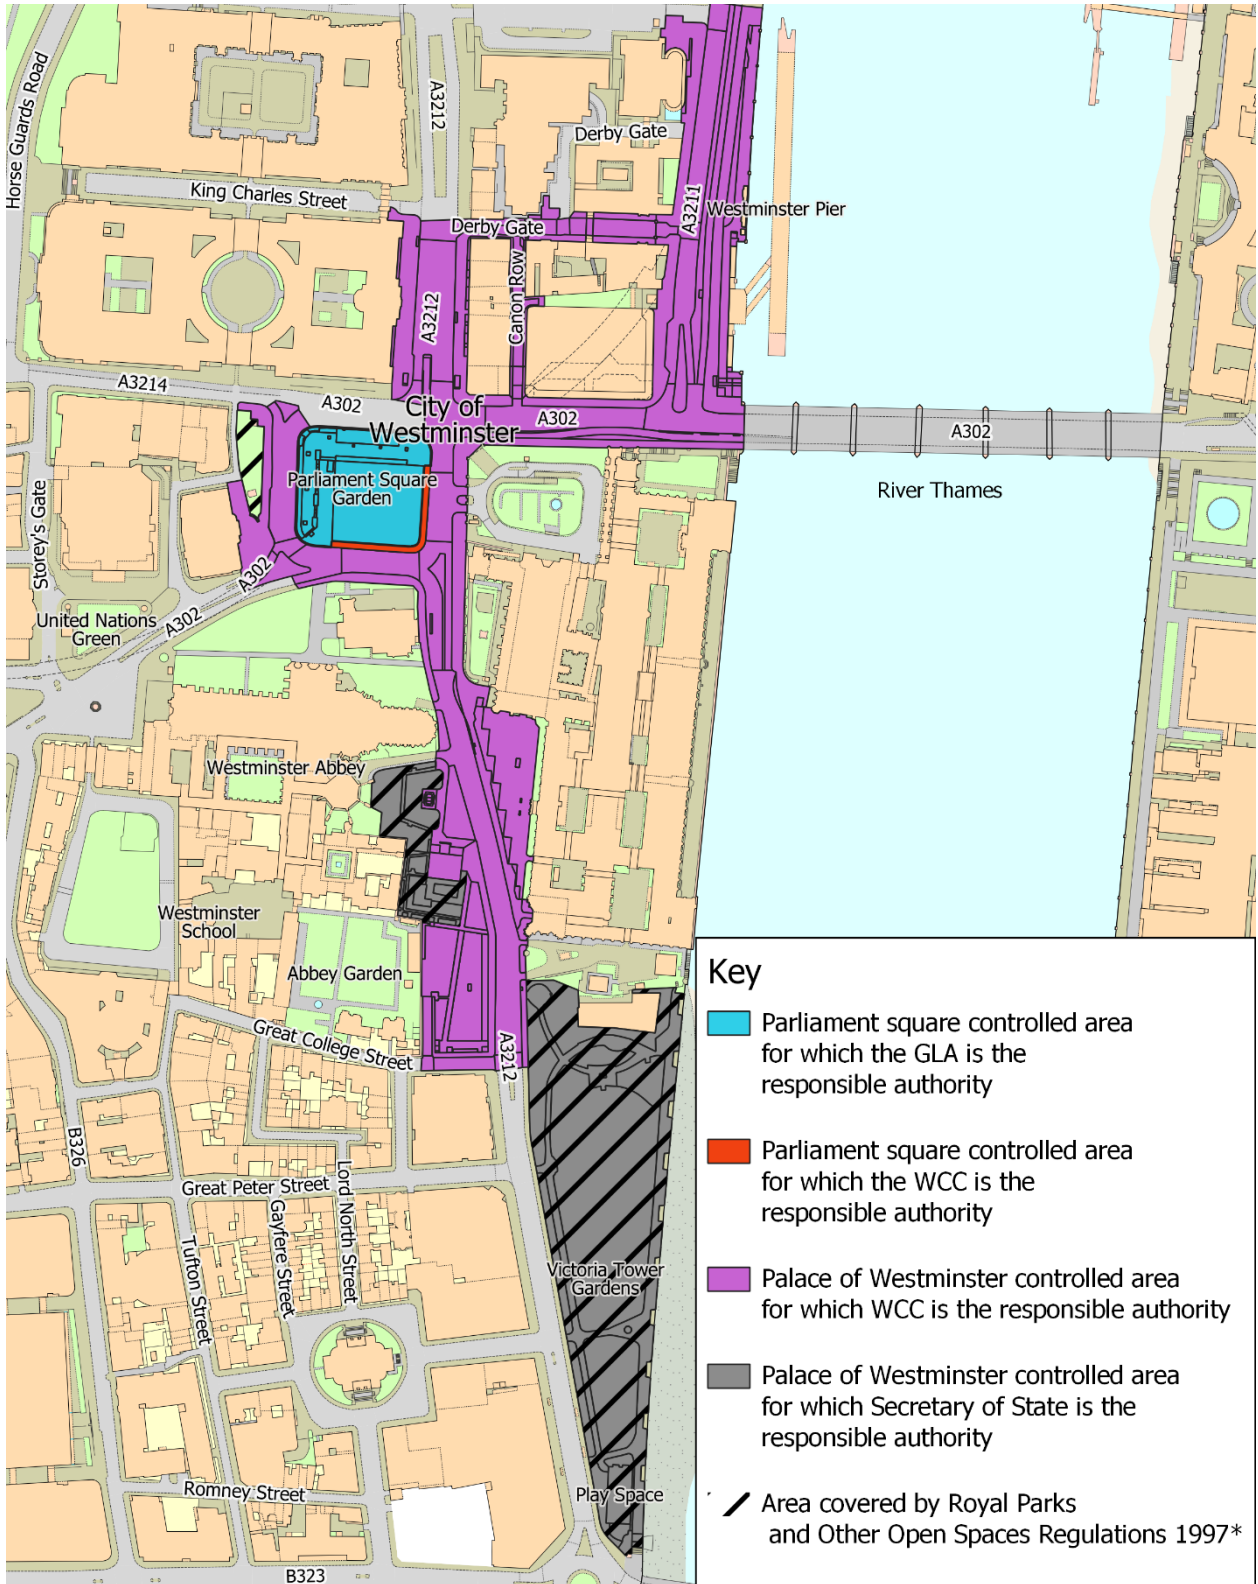 Horse Guards Road
A3212
Derby Gate
King Charles Street
A3211
Westminster Pier
Derby Gate
Canon Row
A3212
A3214
A302
City of
Westminster
A302
A302
Parliament Square
Garden
River Thames
Storey's Gate
A302
A302
United Nations
Green
Westminster Abbey
Westminster
School
Abbey Garden
Great College Street
A3212
B326
Great Peter Street
Lord North Street
Gayfere Street
Tufton Street
Victoria Tower
Gardens
Romney Street
Play Space
B323
Key
Parliament square controlled area
for which the GLA is the
responsible authority
Parliament square controlled area
for which the WCC is the
responsible authority
Palace of Westminster controlled area
for which WCC is the responsible authority
Palace of Westminster controlled area
for which Secretary of State is the
responsible authority
Area covered by Royal Parks
and Other Open Spaces Regulations 1997*